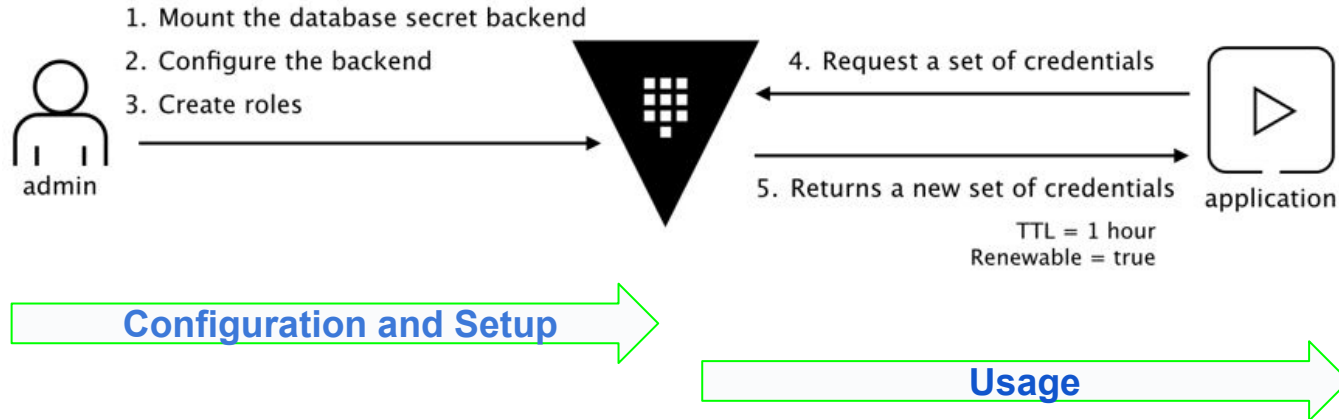 1. Mount the database secret backend
2. Configure the backend
3. Create roles
admin
4. Request a set of credentials
5. Returns a new set of credentials
TTL = 1 hour
Renewable = true
application
Configuration and Setup
Usage